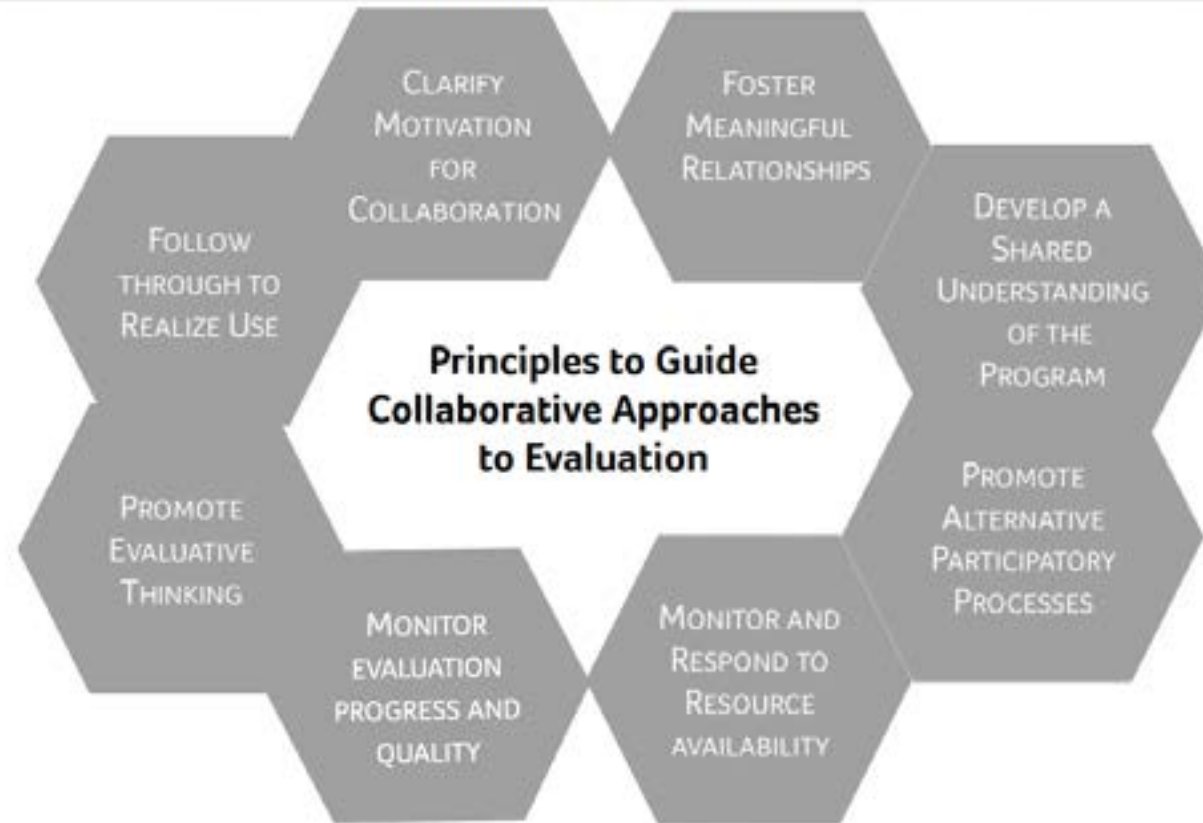 CLARIFY
MOTIVATION
FOR
COLLABORATION
FOSTER
MEANINGFUL
RELATIONSHIPS
DEVELOP A
SHARED
UNDERSTANDING
OF THE
PROGRAM
PROMOTE
ALTERNATIVE
PARTICIPATORY
PROCESSES
MONITOR AND
RESPOND TO
RESOURCE
AVAILABILITY
MONITOR
EVALUATION
PROGRESS AND
QUALITY
PROMOTE
EVALUATIVE
THINKING
FOLLOW
THROUGH TO
REALIZE USE
Principles to Guide
Collaborative Approaches
to Evaluation